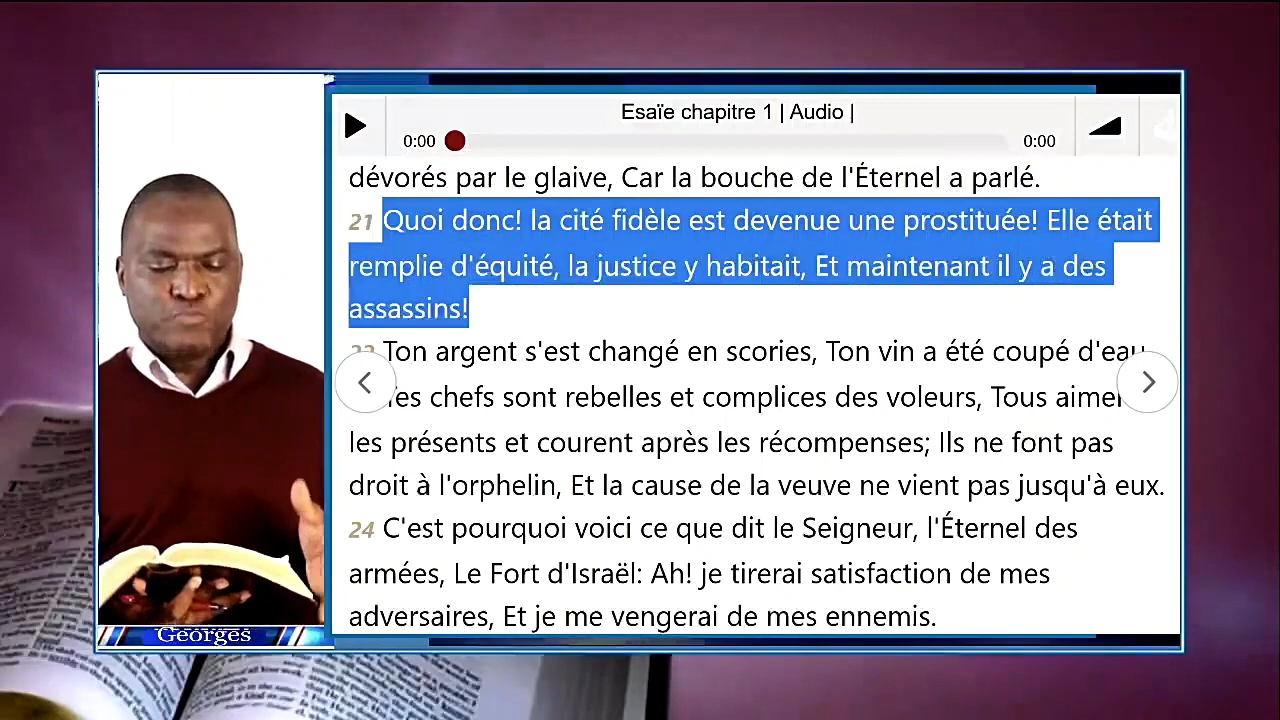 Esaïe chapitre 1 | Audio |
0:00
0:00
dévorés par le glaive, Car la bouche de l'Éternel a parlé.
21 Quoi donc! la cité fidèle est devenue une prostituée! Elle était
remplie d'équité, la justice y habitait, Et maintenant il y a des
assassins!
22 Ton argent s'est changé en scories, Ton vin a été coupé d'eau
chefs sont rebelles et complices des voleurs, Tous
les présents et courent après les récompenses; Ils ne font pas
droit à l'orphelin, Et la cause de la veuve ne vient pas jusqu'à eux.
24 C'est pourquoi voici ce que dit le Seigneur, l'Éternel des
armées, Le Fort d'Israël: Ah! je tirerai satisfaction de mes
adversaires, Et je me vengerai de mes ennemis.
Georges